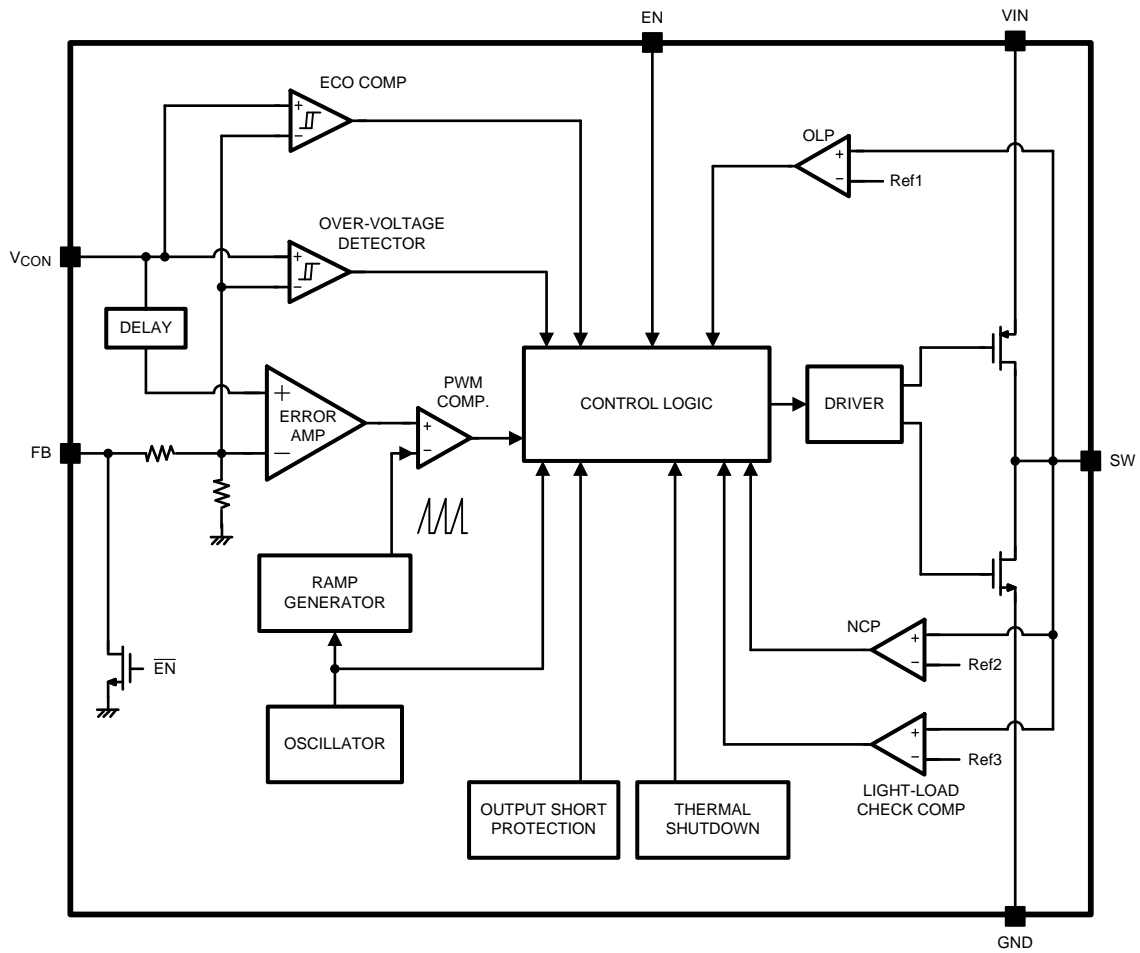 EN
VIN
ECO COMP
+
−
OLP
+
−
Ref1
OVER-VOLTAGE
DETECTOR
+
−
VCON
DELAY
PWM
COMP.
+
−
ERROR
AMP
+
−
CONTROL LOGIC
DRIVER
FB
SW
RAMP
GENERATOR
NCP
+
−
Ref2
EN
OSCILLATOR
+
−
Ref3
LIGHT-LOAD
CHECK COMP
OUTPUT SHORT
PROTECTION
THERMAL
SHUTDOWN
GND